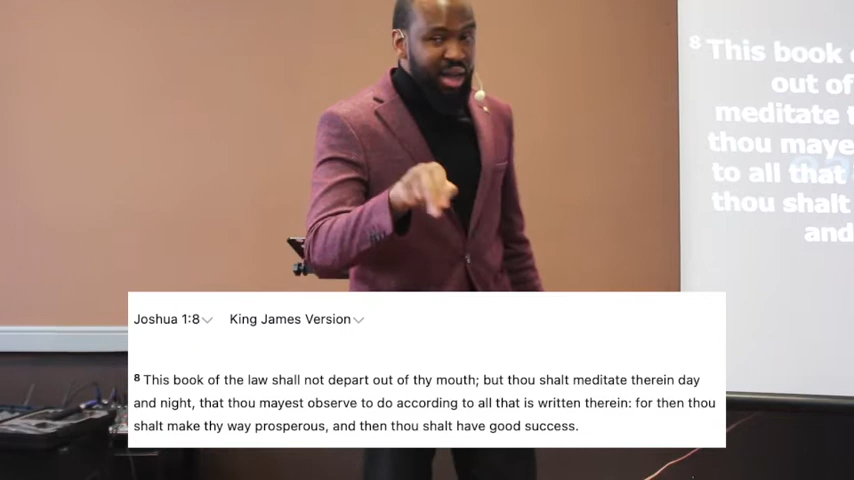 8 This book
out of
meditate
thou maye
to all that
thou shalt
and
Joshua 1:8 King James Version
8 This book of the law shall not depart out of thy mouth; but thou shalt meditate therein day
and night, that thou mayest observe to do according to all that is written therein: for then thou
shalt make thy way prosperous, and then thou shalt have good success.